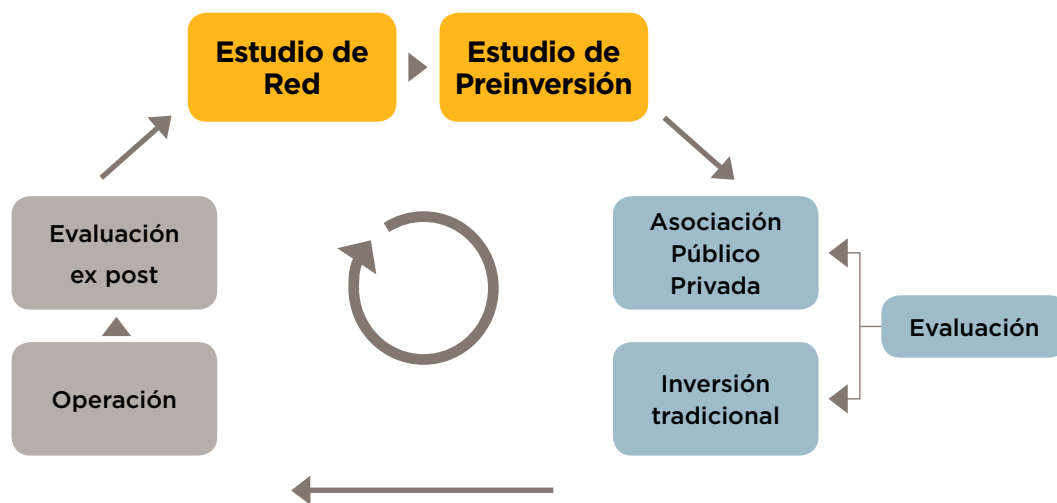 Estudio de
Red
Estudio de
Preinversión
Evaluación
ex post
Asociación
Público
Privada
Evaluación
Operación
Inversión
tradicional